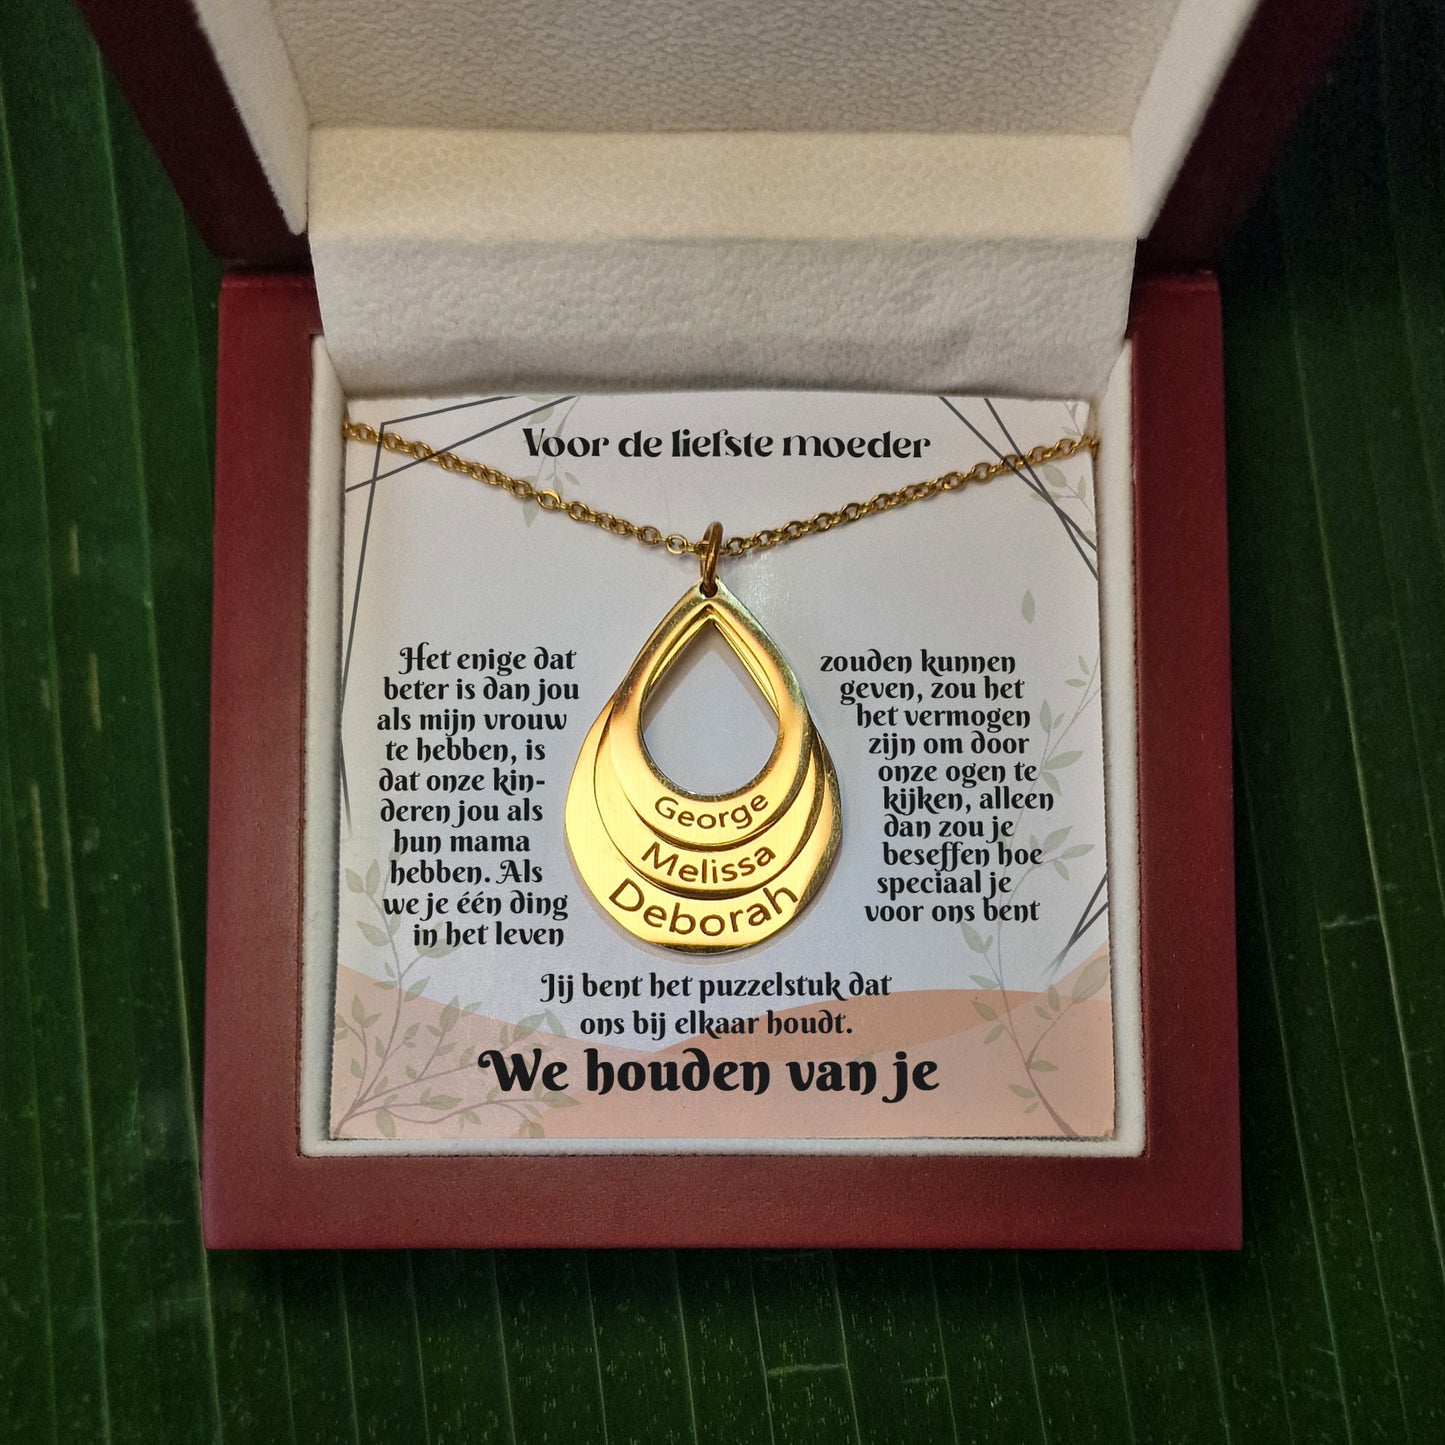 Voor de liefste moeder
Het enige dat
beter is dan jou
als mijn vrouw
te hebben, is
dat onze kin-
deren jou als
hun mama
hebben. Als
we je één ding
in het leven
zouden kunnen
geven, zou het
het vermogen
zijn om door
onze ogen te
kijken, alleen
dan zou je
beseffen hoe
speciaal je
voor ons bent
George
Melissa
Deborah
Jij bent het puzzelstuk dat
ons bij elkaar houdt.
We houden van je